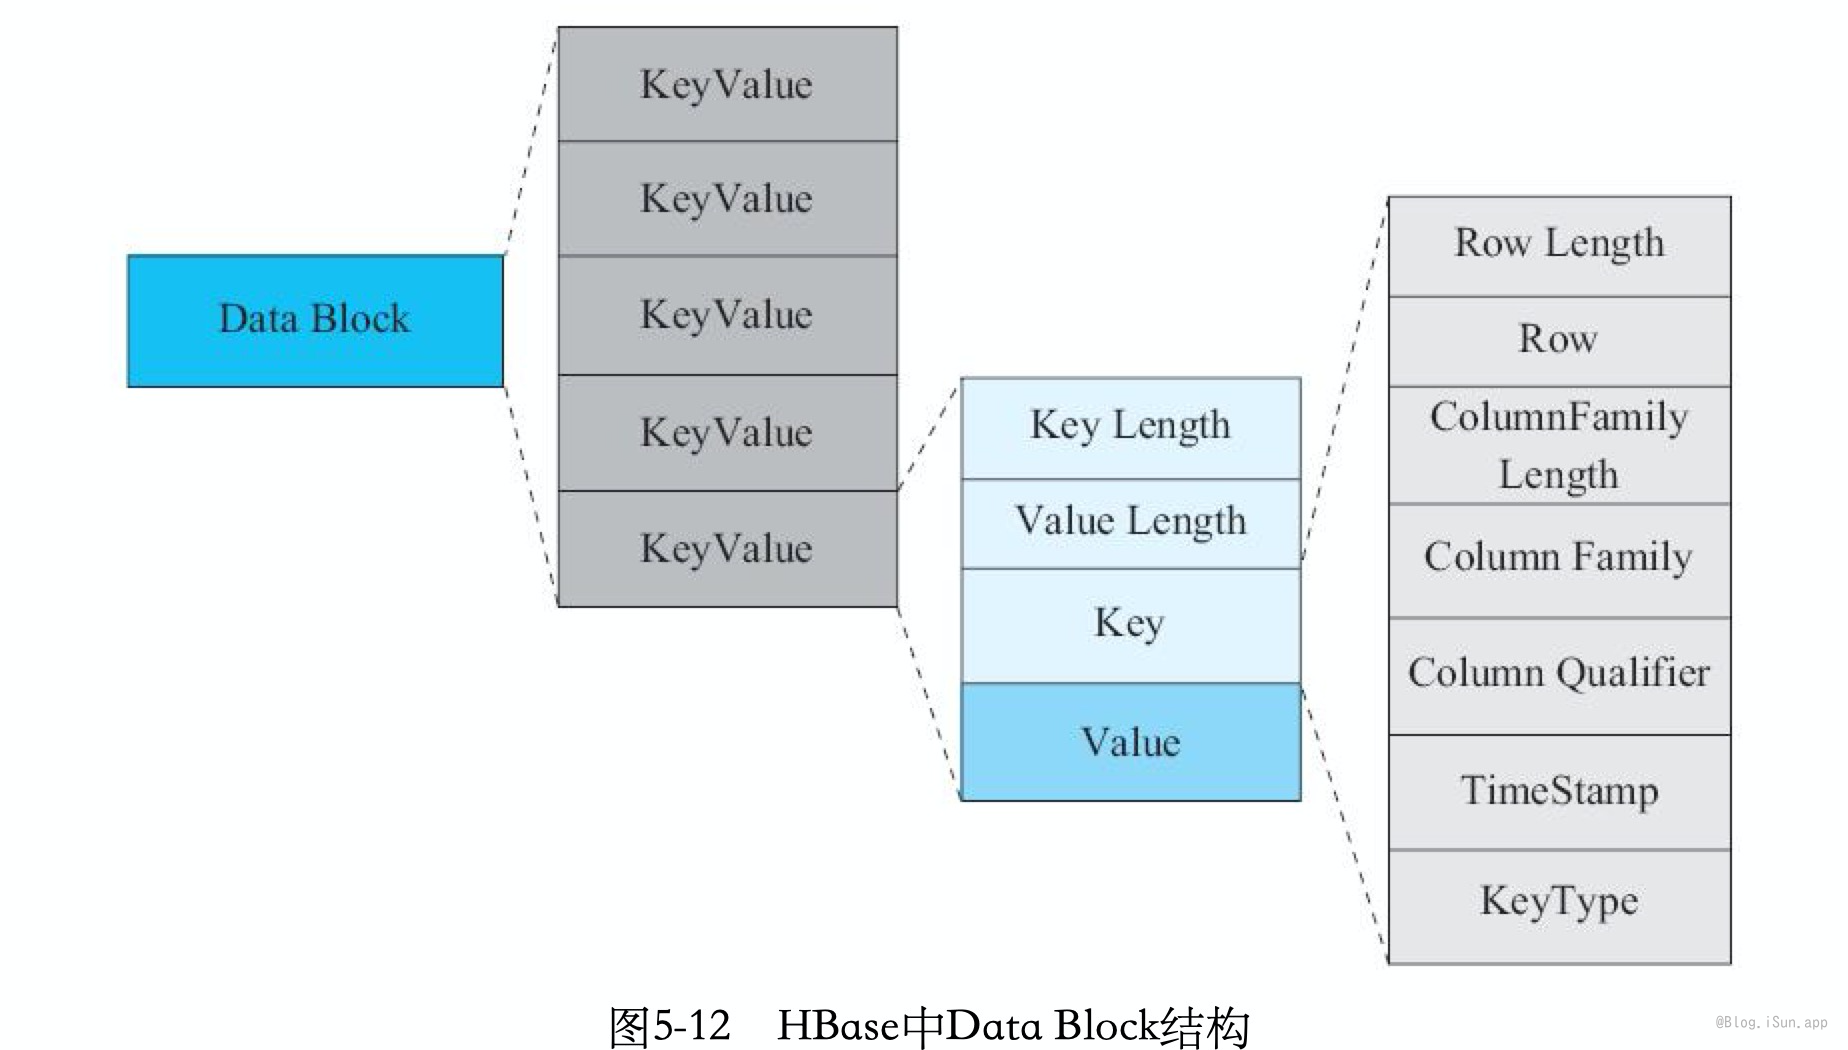 Data Block
KeyValue
KeyValue
KeyValue
KeyValue
KeyValue
Key Length
Value Length
Key
Value
Row Length
Row
ColumnFamily
Length
Column Family
Column Qualifier
TimeStamp
KeyType
图5-12 HBase中Data Block结构
@Blog.iSun.app